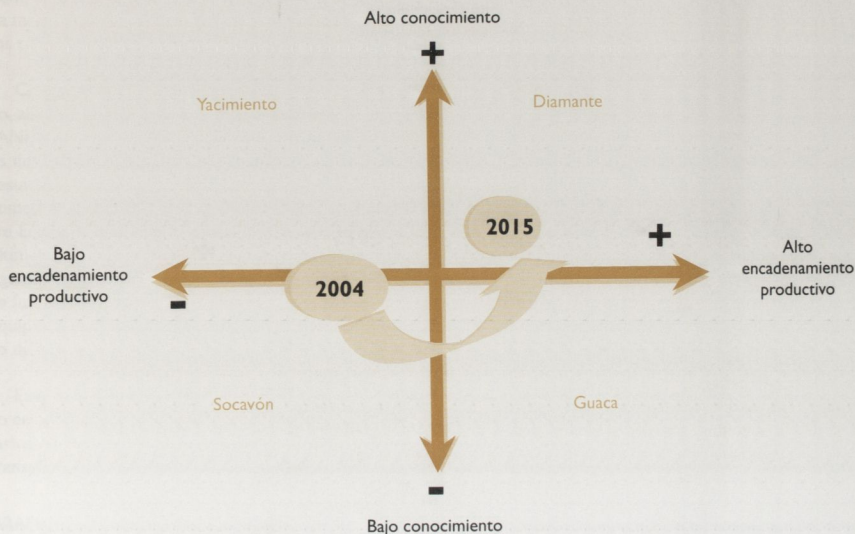 Alto conocimiento
+
Yacimiento
Diamante
2015
+
Bajo
encadenamiento
productivo
Alto
encadenamiento
productivo
2004
-
Socavón
Guaca
-
Bajo conocimiento